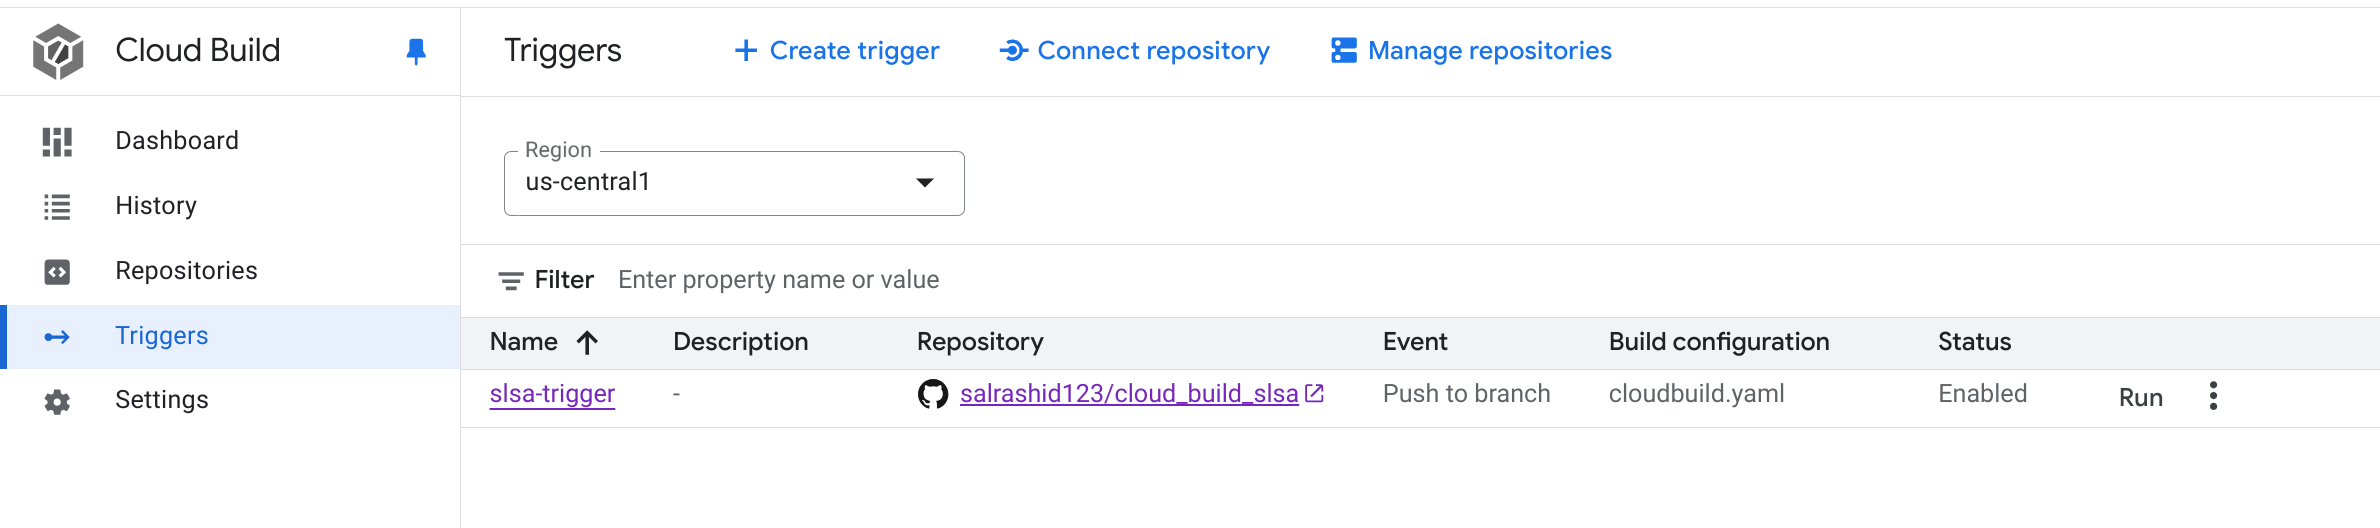 Cloud Build
Dashboard
History
Repositories
Triggers
Settings
Triggers
Create trigger
Connect repository
Manage repositories
Region
us-central1
Filter Enter property name or value
Name Description Repository Event Build configuration Status
slsa-trigger - salrashid123/cloud_build_slsa Push to branch cloudbuild.yaml Enabled Run